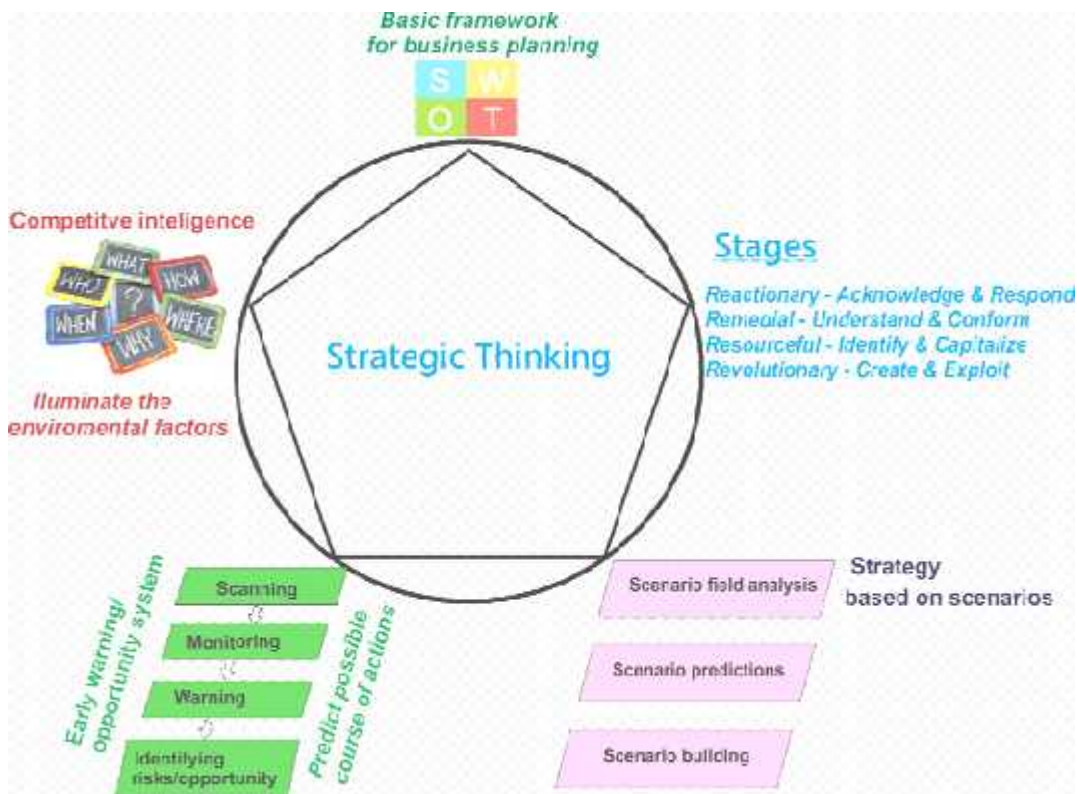 Basic framework
for business planning
S W
O T
Competitve inteligence
WHAT
WHO
HOW
?
WHEN
WHERE
WHY
Iluminate the
enviromental factors
Strategic Thinking
Stages
Reactionary - Acknowledge & Respond
Remedial - Understand & Conform
Resourceful - Identify & Capitalize
Revolutionary - Create & Exploit
Early warning/
opportunity system
Scanning
Monitoring
Warning
Identifying
risks/opportunity
Predict possible
course of actions
Scenario field analysis
Scenario predictions
Scenario building
Strategy
based on scenarios